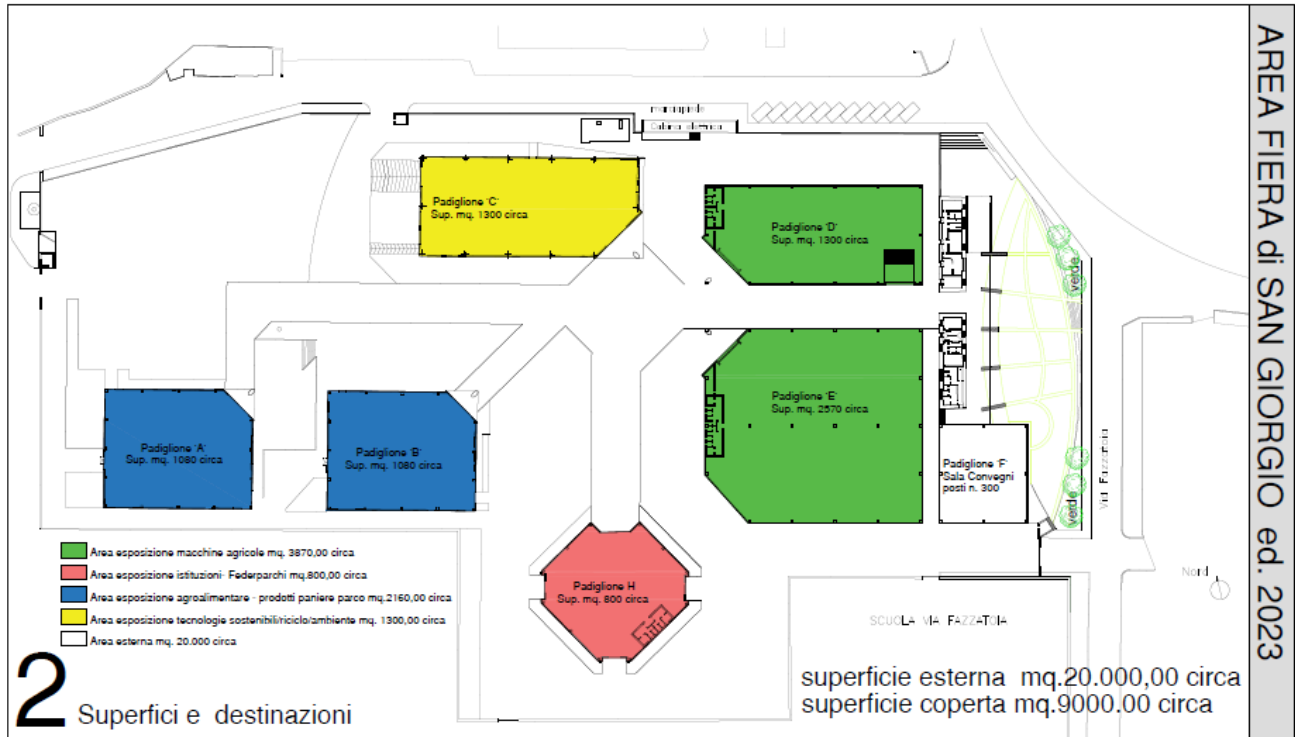 marciapiede
Cabina elettrica
Padiglione 'C'
Sup. mq. 1300 circa
Padiglione 'D'
Sup. mq. 1300 circa
Padiglione 'E'
Sup. mq. 2570 circa
Padiglione 'A'
Sup. mq. 1080 circa
Padiglione 'B'
Sup. mq. 1080 circa
Padiglione 'F'
Sala Convegni
posti n. 300
Padiglione H
Sup. mq. 800 circa
verde
verde
Via Fazzatoia
Nord
SCUOLA VIA FAZZATOIA
Area esposizione macchine agricole mq. 3870,00 circa
Area esposizione istituzioni- Federparchi mq.800,00 circa
Area esposizione agroalimentare - prodotti paniere parco mq.2160,00 circa
Area esposizione tecnologie sostenibili/riciclo/ambiente mq. 1300,00 circa
Area esterna mq. 20.000 circa
2 Superfici e destinazioni
superficie esterna mq.20.000,00 circa
superficie coperta mq.9000.00 circa
AREA FIERA di SAN GIORGIO ed. 2023